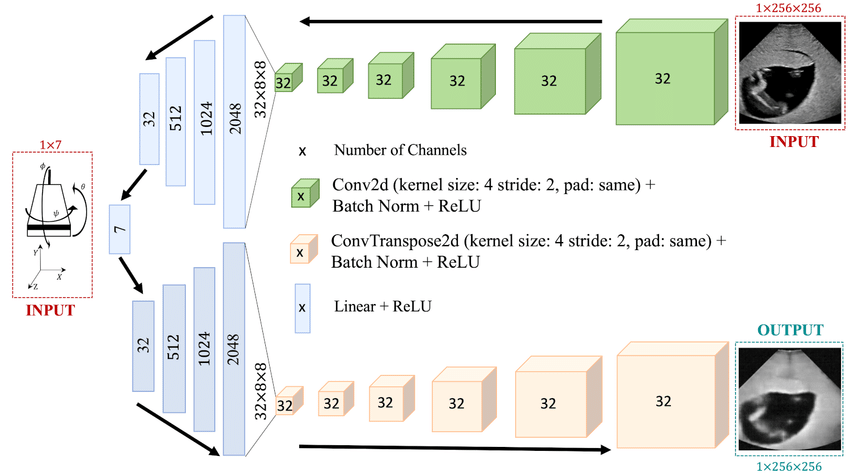 1×256×256
32
32
32
32
32
32
32×8×8
2048
1024
512
32
INPUT
x Number of Channels
1×7
ϕ
θ
ψ
Y
X
Z
INPUT
7
x Conv2d (kernel size: 4 stride: 2, pad: same) +
Batch Norm + ReLU
x ConvTranspose2d (kernel size: 4 stride: 2, pad: same) +
Batch Norm + ReLU
x Linear + ReLU
32
512
1024
2048
32×8×8
32
32
32
32
32
32
OUTPUT
1×256×256